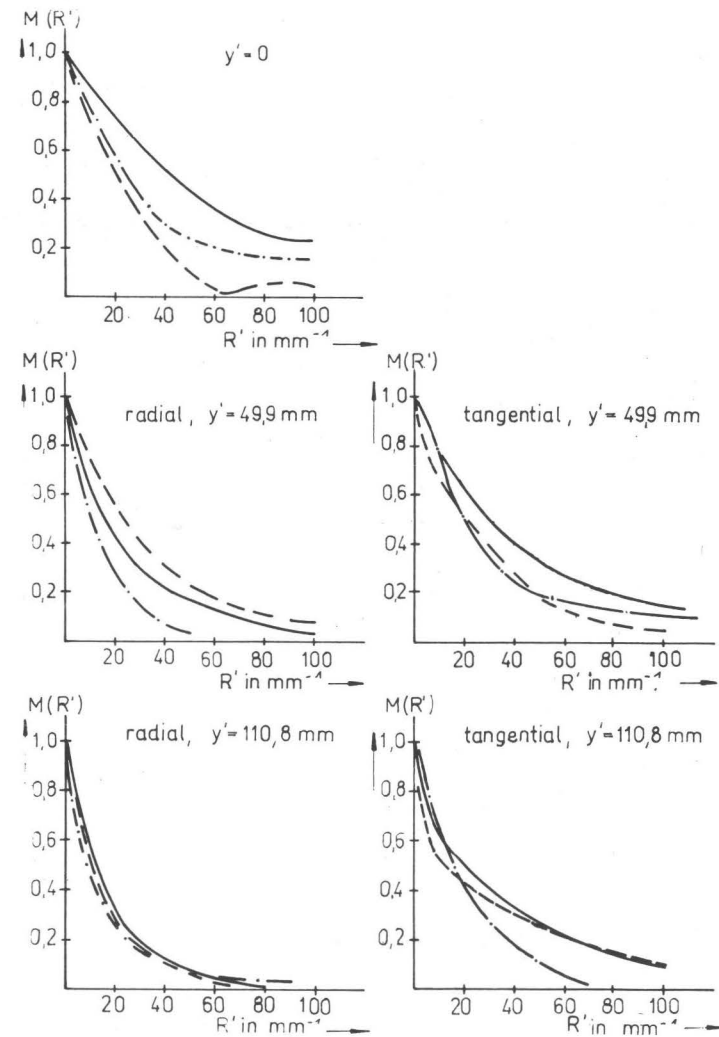 M (R')
y' = 0
1,0
0,8
0,6
0,4
0,2
20 40 60 80 100
R' in mm⁻¹
M (R')
radial, y' = 49,9 mm
1,0
0,8
0,6
0,4
0,2
20 40 60 80 100
R' in mm⁻¹
tangential, y' = 49,9 mm
1,0
0,8
0,6
0,4
0,2
20 40 60 80 100
R' in mm⁻¹
M (R')
radial, y' = 110,8 mm
1,0
0,8
0,6
0,4
0,2
20 40 60 80 100
R' in mm⁻¹
M (R')
tangential, y' = 110,8 mm
1,0
0,8
0,6
0,4
0,2
20 40 60 80 100
R' in mm⁻¹